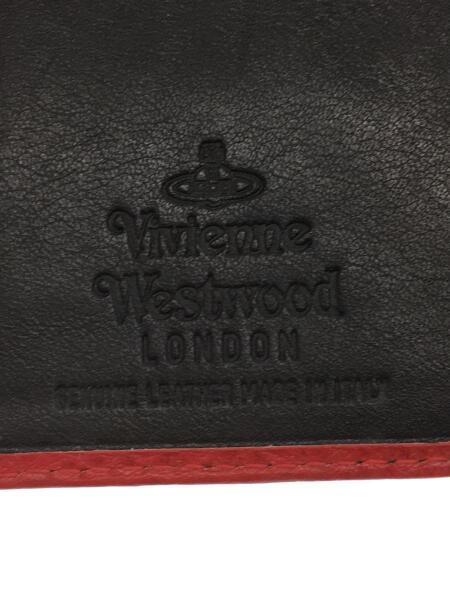 Vivienne
Westwood
LONDON
GENUINE LEATHER MADE IN ITALY